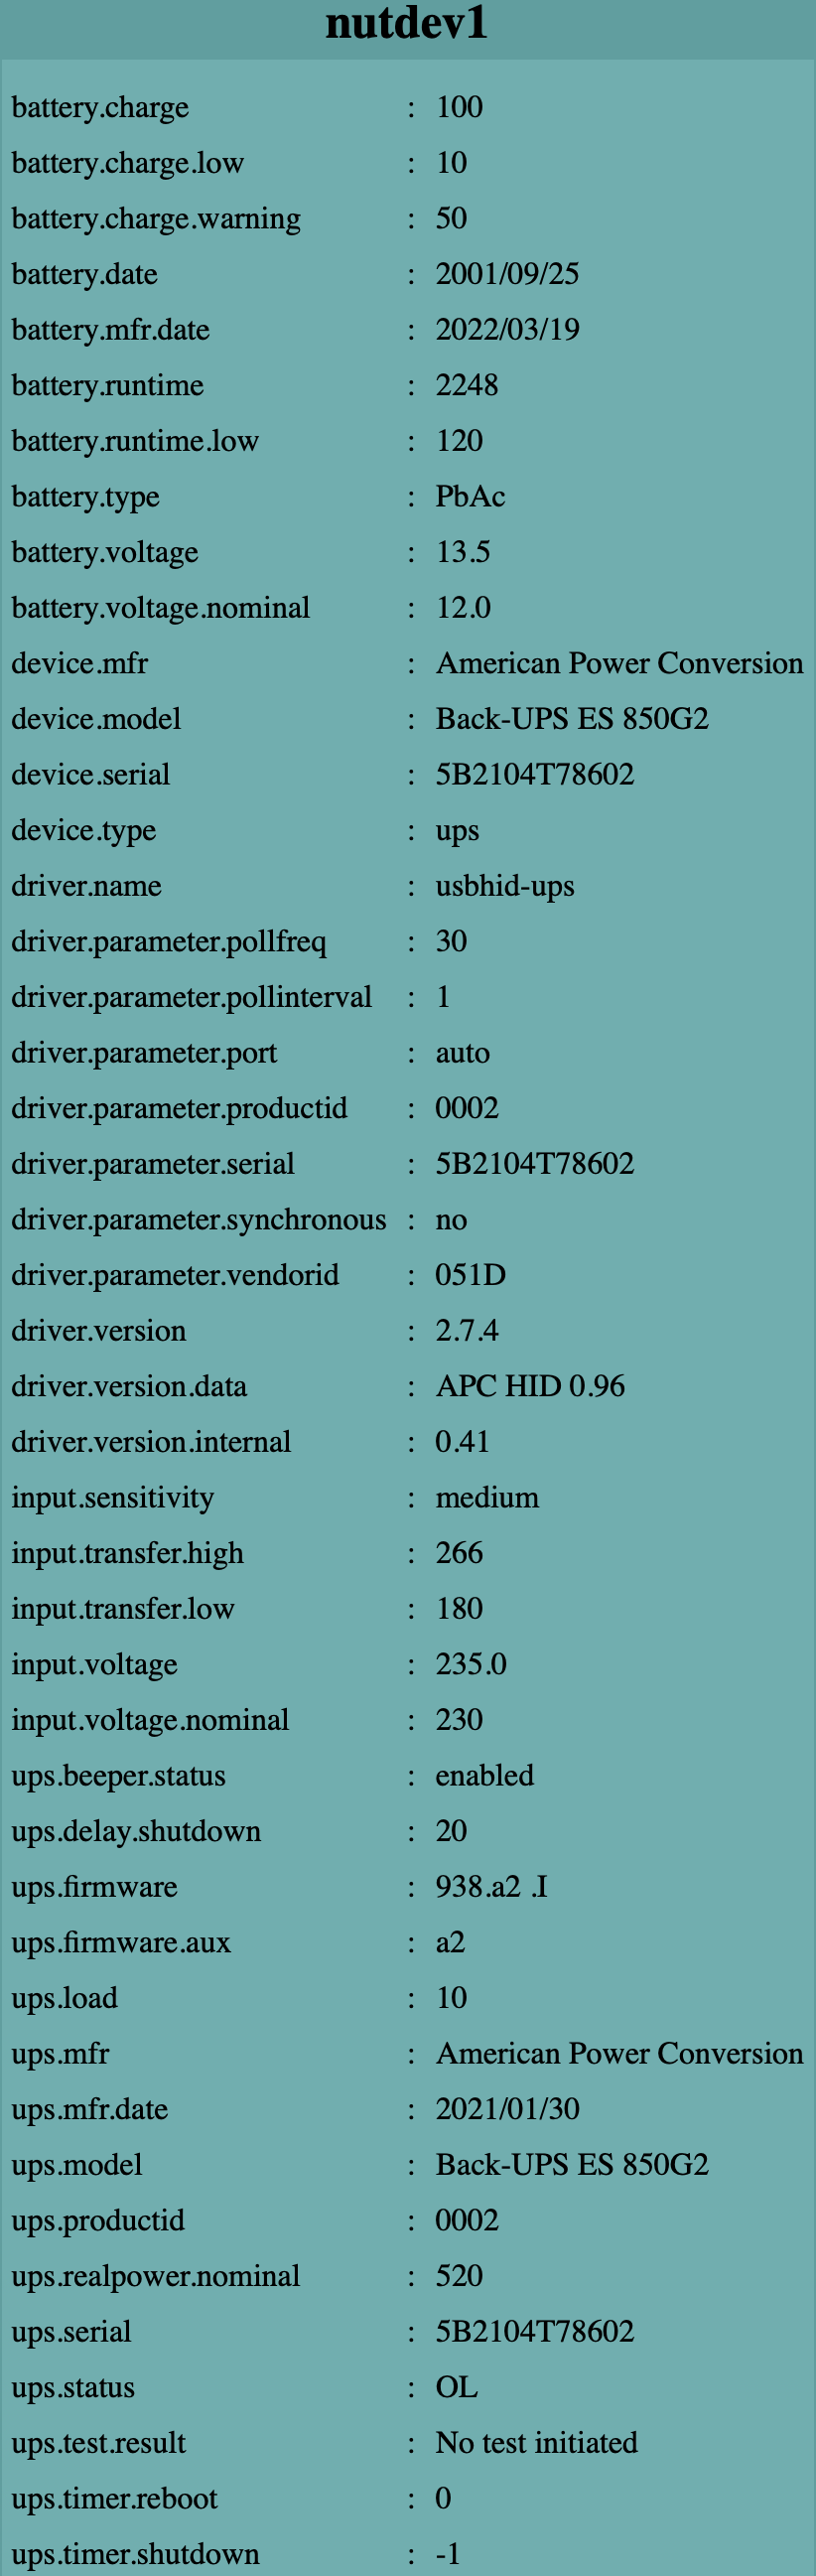 nutdev1
battery.charge : 100
battery.charge.low : 10
battery.charge.warning : 50
battery.date : 2001/09/25
battery.mfr.date : 2022/03/19
battery.runtime : 2248
battery.runtime.low : 120
battery.type : PbAc
battery.voltage : 13.5
battery.voltage.nominal : 12.0
device.mfr : American Power Conversion
device.model : Back-UPS ES 850G2
device.serial : 5B2104T78602
device.type : ups
driver.name : usbhid-ups
driver.parameter.pollfreq : 30
driver.parameter.pollinterval : 1
driver.parameter.port : auto
driver.parameter.productid : 0002
driver.parameter.serial : 5B2104T78602
driver.parameter.synchronous : no
driver.parameter.vendorid : 051D
driver.version : 2.7.4
driver.version.data : APC HID 0.96
driver.version.internal : 0.41
input.sensitivity : medium
input.transfer.high : 266
input.transfer.low : 180
input.voltage : 235.0
input.voltage.nominal : 230
ups.beeper.status : enabled
ups.delay.shutdown : 20
ups.firmware : 938.a2 .I
ups.firmware.aux : a2
ups.load : 10
ups.mfr : American Power Conversion
ups.mfr.date : 2021/01/30
ups.model : Back-UPS ES 850G2
ups.productid : 0002
ups.realpower.nominal : 520
ups.serial : 5B2104T78602
ups.status : OL
ups.test.result : No test initiated
ups.timer.reboot : 0
ups.timer.shutdown : -1